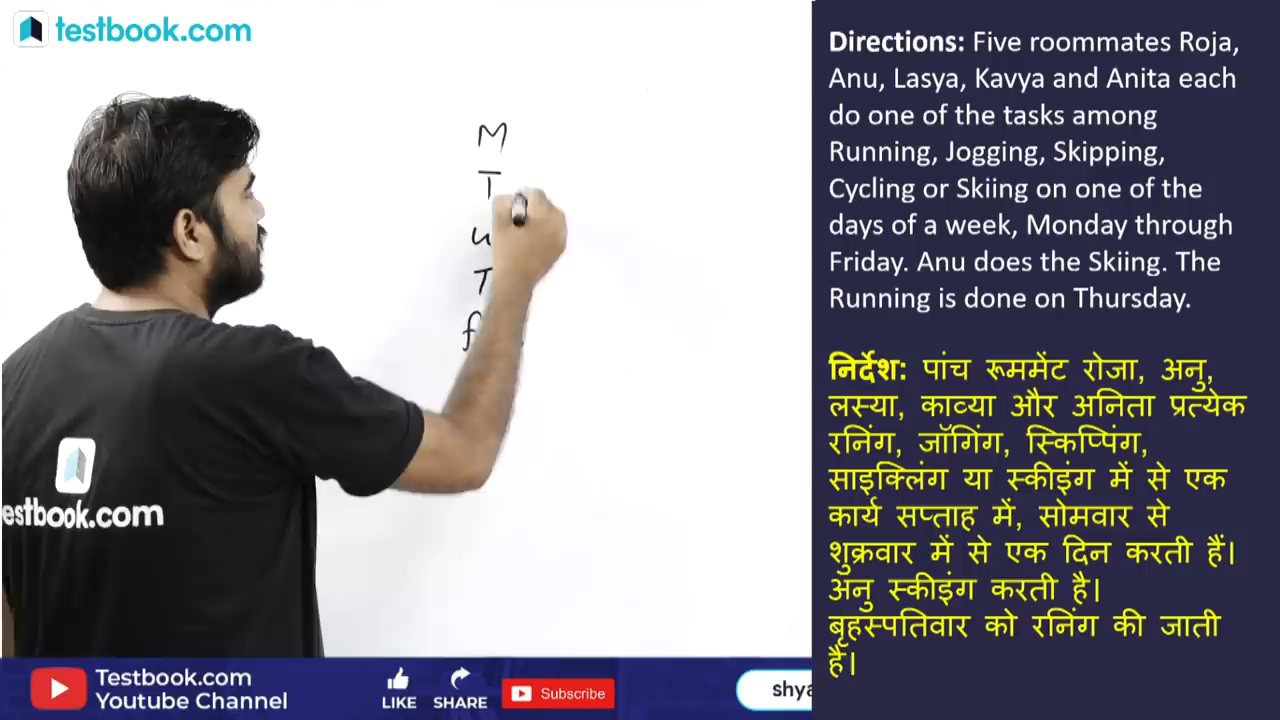 testbook.com
M
T
W
T
F
Directions: Five roommates Roja,
Anu, Lasya, Kavya and Anita each
do one of the tasks among
Running, Jogging, Skipping,
Cycling or Skiing on one of the
days of a week, Monday through
Friday. Anu does the Skiing. The
Running is done on Thursday.
निर्देश: पांच रूममेंट रोजा, अनु,
लस्या, काव्या और अनिता प्रत्येक
रनिंग, जॉगिंग, स्किप्पिंग,
साइक्लिंग या स्कीइंग में से एक
कार्य सप्ताह में, सोमवार से
शुक्रवार में से एक दिन करती हैं।
अनु स्कीइंग करती है।
बृहस्पतिवार को रनिंग की जाती
है।
estbook.com
Testbook.com
Youtube Channel
LIKE
SHARE
Subscribe
shya